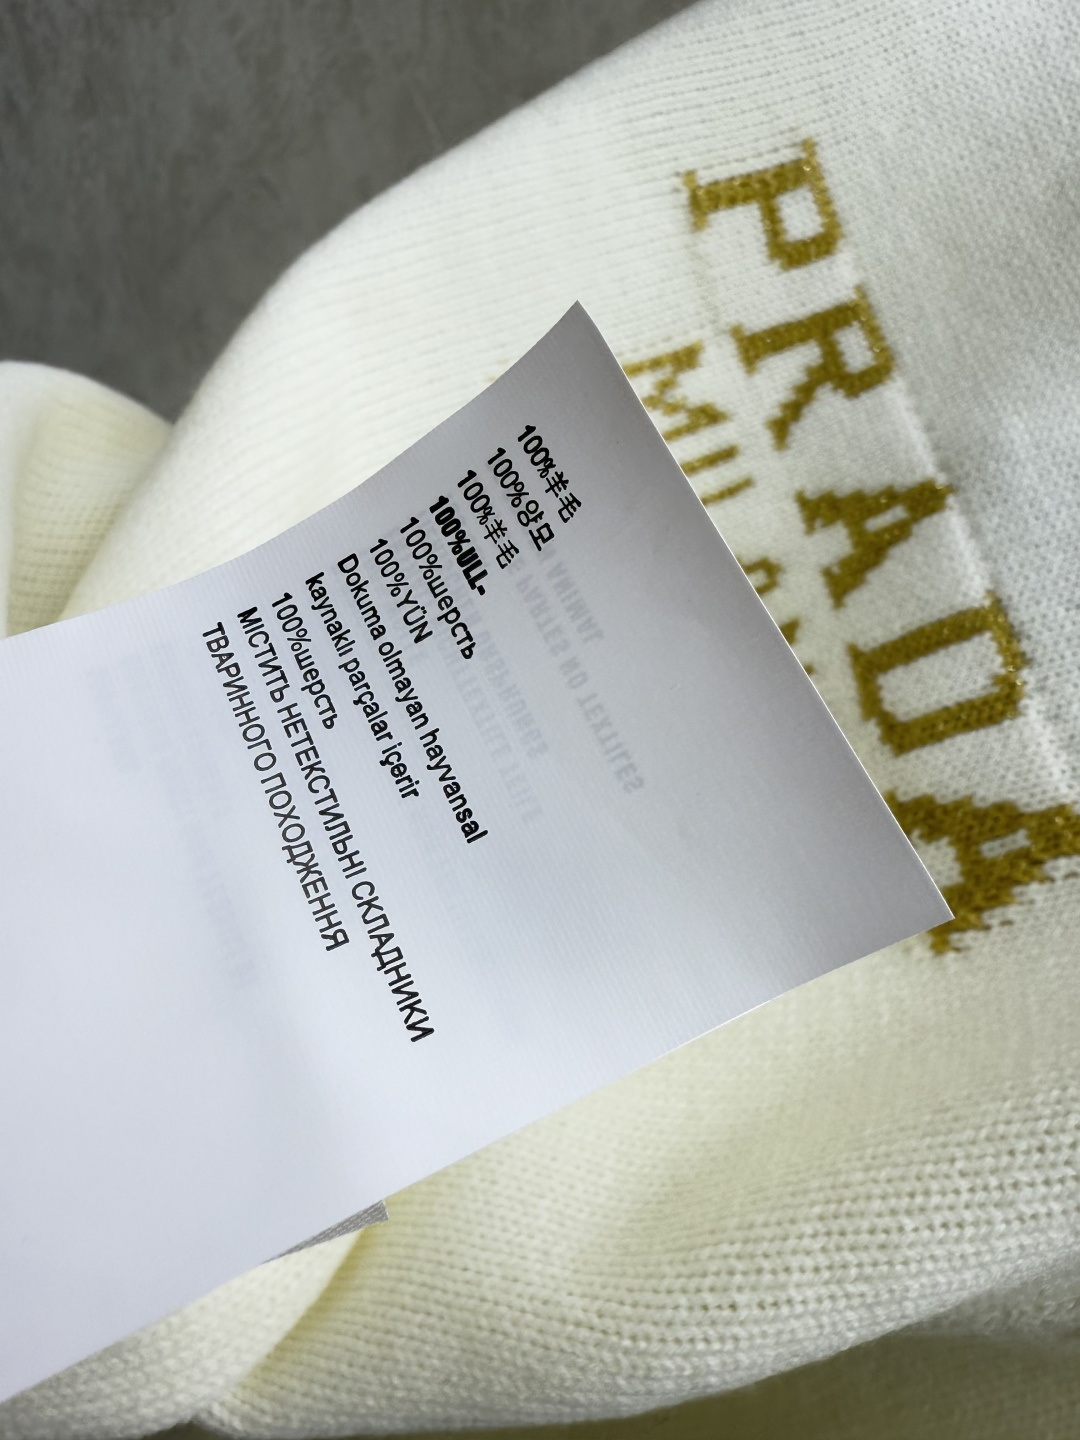 PRADA
MILANO
100%羊毛
100%양모
100%羊毛
100%ULL-
100%шерсть
100%YÜN
Dokuma olmayan hayvansal
kaynaklı parçalar içerir
100%шерсть
МІСТИТЬ НЕТЕКСТИЛЬНІ СКЛАДНИКИ
ТВАРИННОГО ПОХОДЖЕННЯ